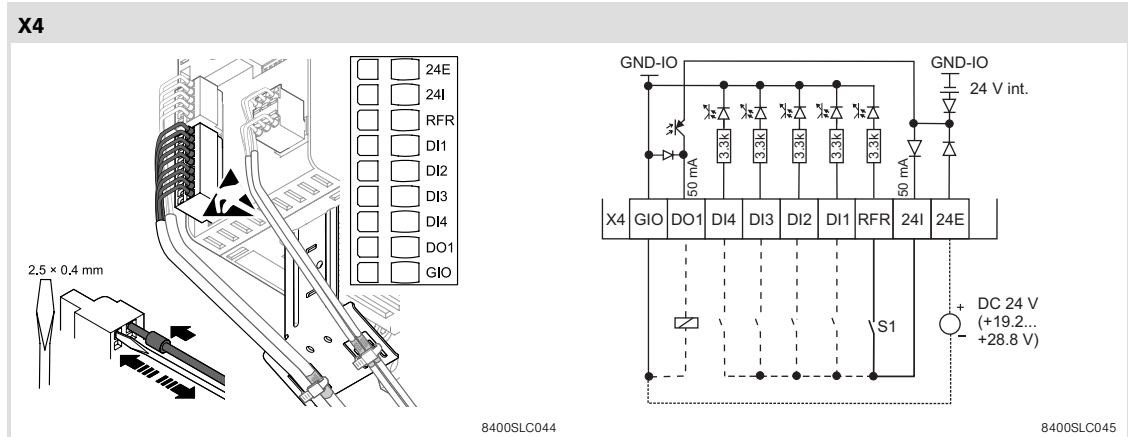 X4
24E
24I
RFR
DI1
DI2
DI3
DI4
DO1
GIO
2.5 × 0.4 mm
8400SLC044
GND-IO
GND-IO
24 V int.
3.3k
3.3k
3.3k
3.3k
3.3k
50 mA
50 mA
X4 GIO DO1 DI4 DI3 DI2 DI1 RFR 24I 24E
S1
+
−
DC 24 V
(+19.2...
+28.8 V)
8400SLC045